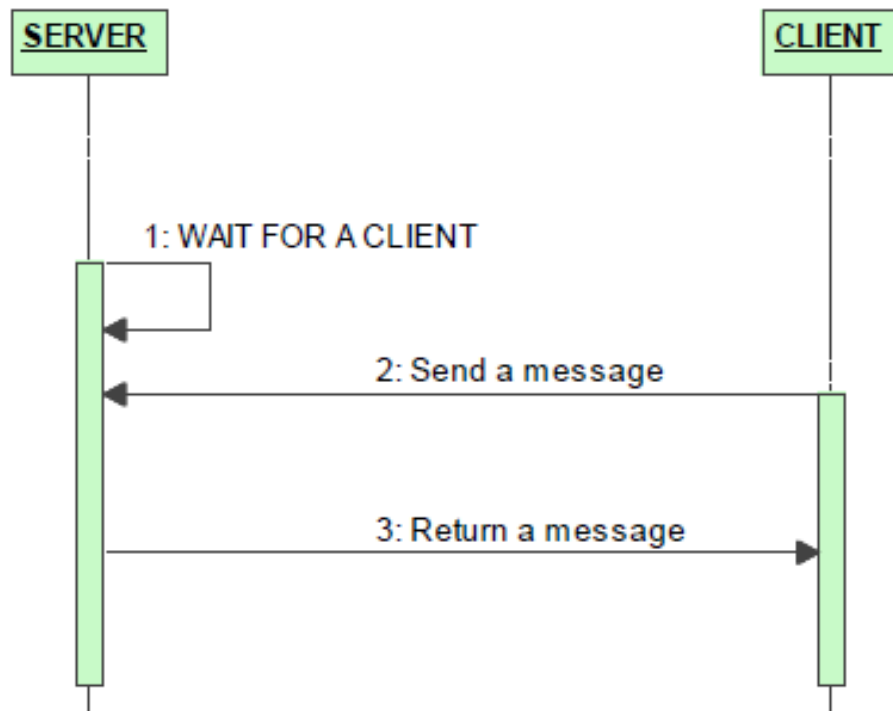 SERVER
CLIENT
1: WAIT FOR A CLIENT
2: Send a message
3: Return a message